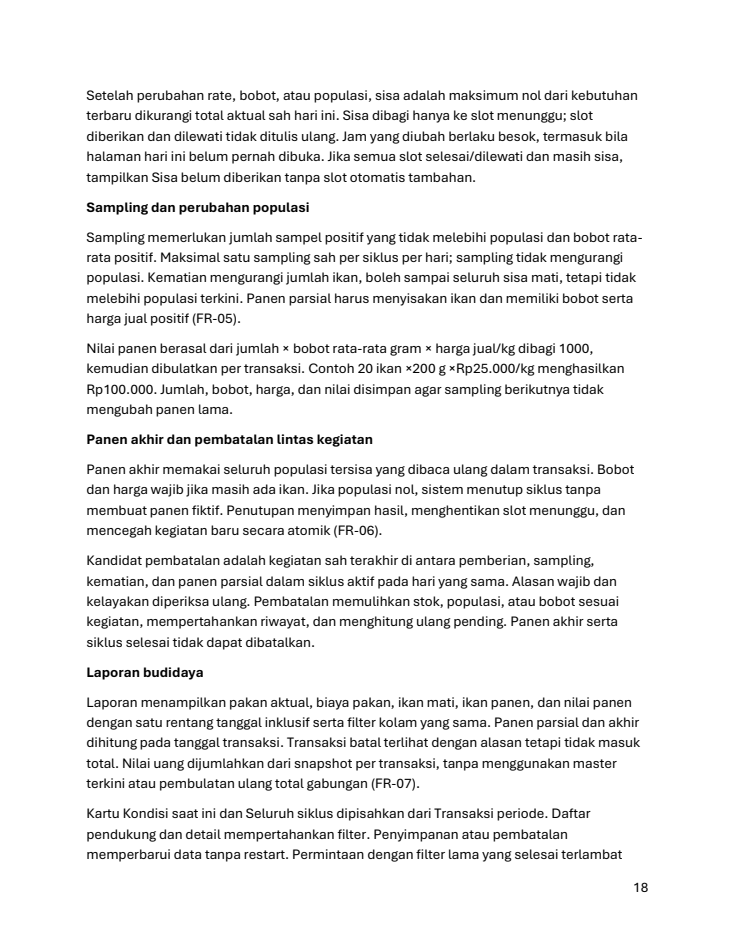 Setelah perubahan rate, bobot, atau populasi, sisa adalah maksimum nol dari kebutuhan
terbaru dikurangi total aktual sah hari ini. Sisa dibagi hanya ke slot menunggu; slot
diberikan dan dilewati tidak ditulis ulang. Jam yang diubah berlaku besok, termasuk bila
halaman hari ini belum pernah dibuka. Jika semua slot selesai/dilewati dan masih sisa,
tampilkan Sisa belum diberikan tanpa slot otomatis tambahan.
Sampling dan perubahan populasi
Sampling memerlukan jumlah sampel positif yang tidak melebihi populasi dan bobot rata-
rata positif. Maksimal satu sampling sah per siklus per hari; sampling tidak mengurangi
populasi. Kematian mengurangi jumlah ikan, boleh sampai seluruh sisa mati, tetapi tidak
melebihi populasi terkini. Panen parsial harus menyisakan ikan dan memiliki bobot serta
harga jual positif (FR-05).
Nilai panen berasal dari jumlah × bobot rata-rata gram × harga jual/kg dibagi 1000,
kemudian dibulatkan per transaksi. Contoh 20 ikan ×200 g ×Rp25.000/kg menghasilkan
Rp100.000. Jumlah, bobot, harga, dan nilai disimpan agar sampling berikutnya tidak
mengubah panen lama.
Panen akhir dan pembatalan lintas kegiatan
Panen akhir memakai seluruh populasi tersisa yang dibaca ulang dalam transaksi. Bobot
dan harga wajib jika masih ada ikan. Jika populasi nol, sistem menutup siklus tanpa
membuat panen fiktif. Penutupan menyimpan hasil, menghentikan slot menunggu, dan
mencegah kegiatan baru secara atomik (FR-06).
Kandidat pembatalan adalah kegiatan sah terakhir di antara pemberian, sampling,
kematian, dan panen parsial dalam siklus aktif pada hari yang sama. Alasan wajib dan
kelayakan diperiksa ulang. Pembatalan memulihkan stok, populasi, atau bobot sesuai
kegiatan, mempertahankan riwayat, dan menghitung ulang pending. Panen akhir serta
siklus selesai tidak dapat dibatalkan.
Laporan budidaya
Laporan menampilkan pakan aktual, biaya pakan, ikan mati, ikan panen, dan nilai panen
dengan satu rentang tanggal inklusif serta filter kolam yang sama. Panen parsial dan akhir
dihitung pada tanggal transaksi. Transaksi batal terlihat dengan alasan tetapi tidak masuk
total. Nilai uang dijumlahkan dari snapshot per transaksi, tanpa menggunakan master
terkini atau pembulatan ulang total gabungan (FR-07).
Kartu Kondisi saat ini dan Seluruh siklus dipisahkan dari Transaksi periode. Daftar
pendukung dan detail mempertahankan filter. Penyimpanan atau pembatalan
memperbarui data tanpa restart. Permintaan dengan filter lama yang selesai terlambat
18